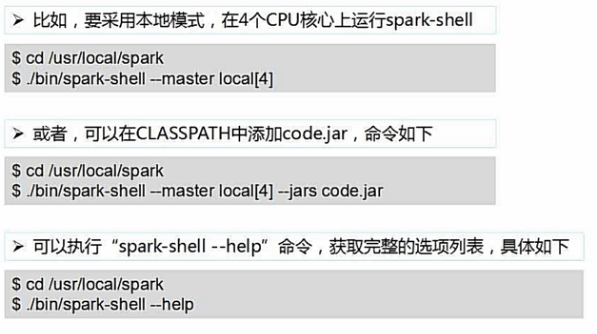 ➤ 比如，要采用本地模式，在4个CPU核心上运行spark-shell
$ cd /usr/local/spark
$ ./bin/spark-shell --master local[4]
➤ 或者，可以在CLASSPATH中添加code.jar，命令如下
$ cd /usr/local/spark
$ ./bin/spark-shell --master local[4] --jars code.jar
➤ 可以执行“spark-shell --help”命令，获取完整的选项列表，具体如下
$ cd /usr/local/spark
$ ./bin/spark-shell --help